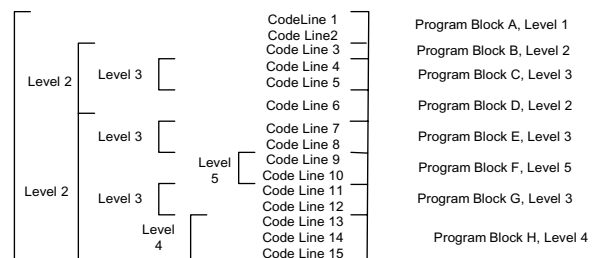 CodeLine 1
Program Block A, Level 1
Code Line2
Code Line 3
Program Block B, Level 2
Level 2
Level 3
Code Line 4
Code Line 5
Program Block C, Level 3
Code Line 6
Program Block D, Level 2
Level 3
Code Line 7
Code Line 8
Program Block E, Level 3
Level
5
Code Line 9
Code Line 10
Program Block F, Level 5
Level 2
Level 3
Code Line 11
Code Line 12
Program Block G, Level 3
Level
4
Code Line 13
Code Line 14
Code Line 15
Program Block H, Level 4